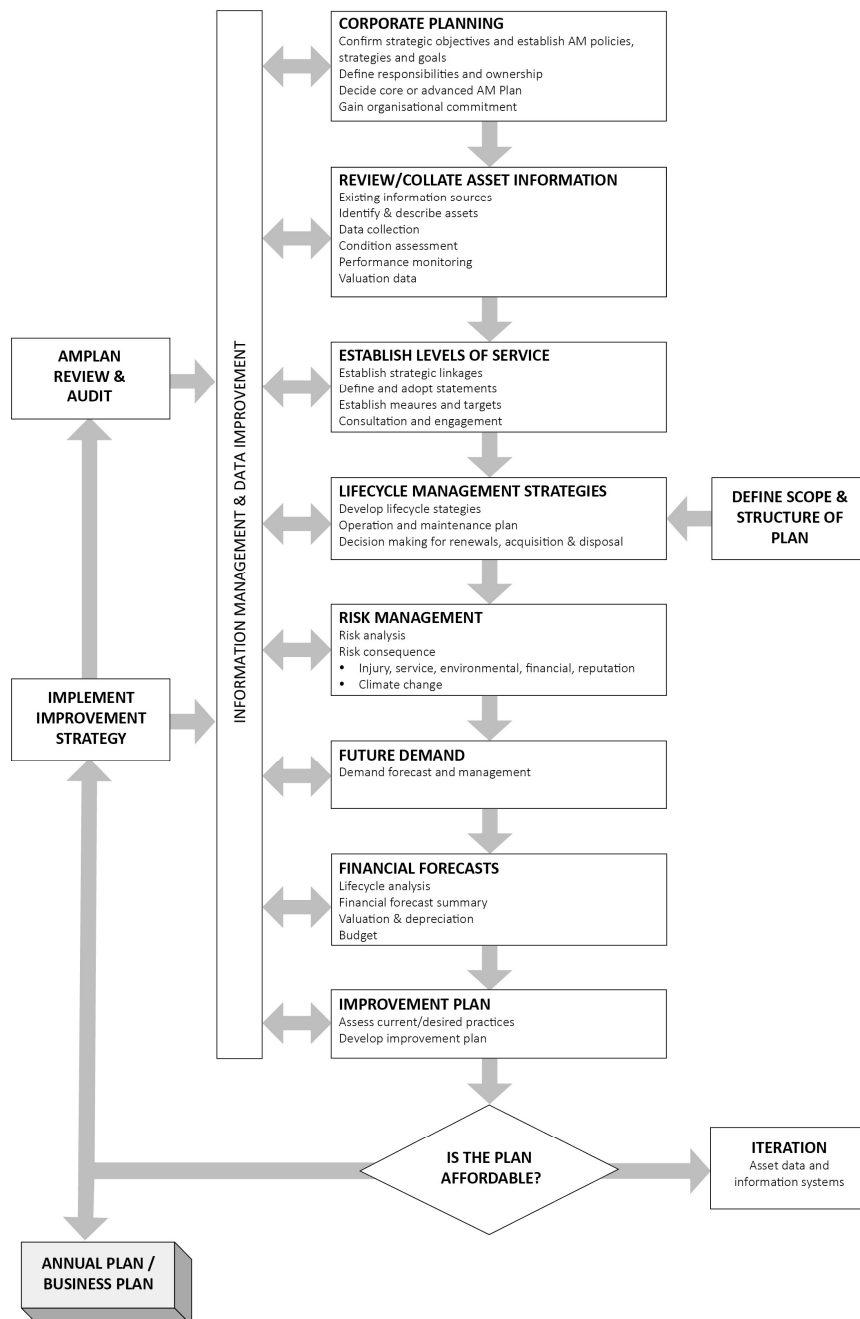 CORPORATE PLANNING
Confirm strategic objectives and establish AM policies,
strategies and goals
Define responsibilities and ownership
Decide core or advanced AM Plan
Gain organisational commitment
REVIEW/COLLATE ASSET INFORMATION
Existing information sources
Identify & describe assets
Data collection
Condition assessment
Performance monitoring
Valuation data
AMPLAN
REVIEW &
AUDIT
INFORMATION MANAGEMENT & DATA IMPROVEMENT
ESTABLISH LEVELS OF SERVICE
Establish strategic linkages
Define and adopt statements
Establish measures and targets
Consultation and engagement
LIFECYCLE MANAGEMENT STRATEGIES
Develop lifecycle stategies
Operation and maintenance plan
Decision making for renewals, acquisition & disposal
DEFINE SCOPE &
STRUCTURE OF
PLAN
RISK MANAGEMENT
Risk analysis
Risk consequence
• Injury, service, environmental, financial, reputation
• Climate change
IMPLEMENT
IMPROVEMENT
STRATEGY
FUTURE DEMAND
Demand forecast and management
FINANCIAL FORECASTS
Lifecycle analysis
Financial forecast summary
Valuation & depreciation
Budget
IMPROVEMENT PLAN
Assess current/desired practices
Develop improvement plan
IS THE PLAN
AFFORDABLE?
ITERATION
Asset data and
information systems
ANNUAL PLAN /
BUSINESS PLAN